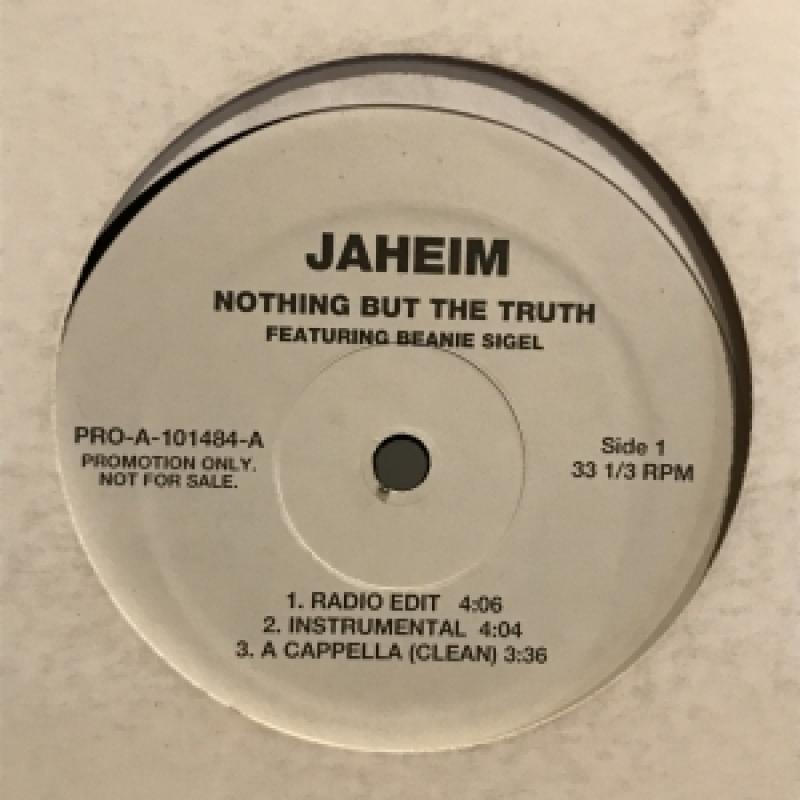 JAHEIM
NOTHING BUT THE TRUTH
FEATURING BEANIE SIGEL
PRO-A-101484-A
PROMOTION ONLY.
NOT FOR SALE.
Side 1
33 1/3 RPM
1. RADIO EDIT 4:06
2. INSTRUMENTAL 4:04
3. A CAPPELLA (CLEAN) 3:36